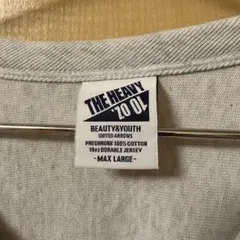 THE HEAVY
10 OZ.
BEAUTY&YOUTH
UNITED ARROWS
PRESHRUNK 100% COTTON
10oz DURABLE JERSEY
-MAX LARGE-